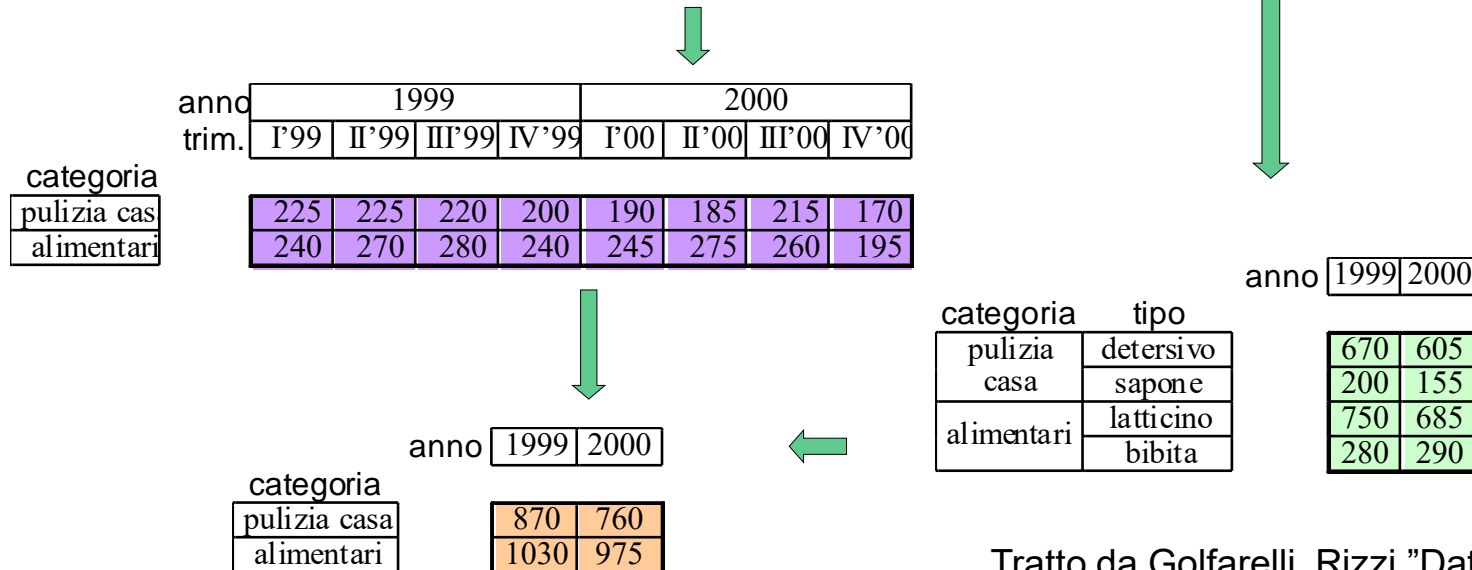 anno 1999 2000
trim. I'99 II'99 III'99 IV'99 I'00 II'00 III'00 IV'00
categoria
pulizia cas
alimentari
225 225 220 200 190 185 215 170
240 270 280 240 245 275 260 195
anno 1999 2000
categoria tipo
pulizia casa detersivo 670 605
sapone 200 155
alimentari latticino 750 685
bibita 280 290
anno 1999 2000
categoria
pulizia casa 870 760
alimentari 1030 975
Tratto da Golfarelli, Rizzi "Dat